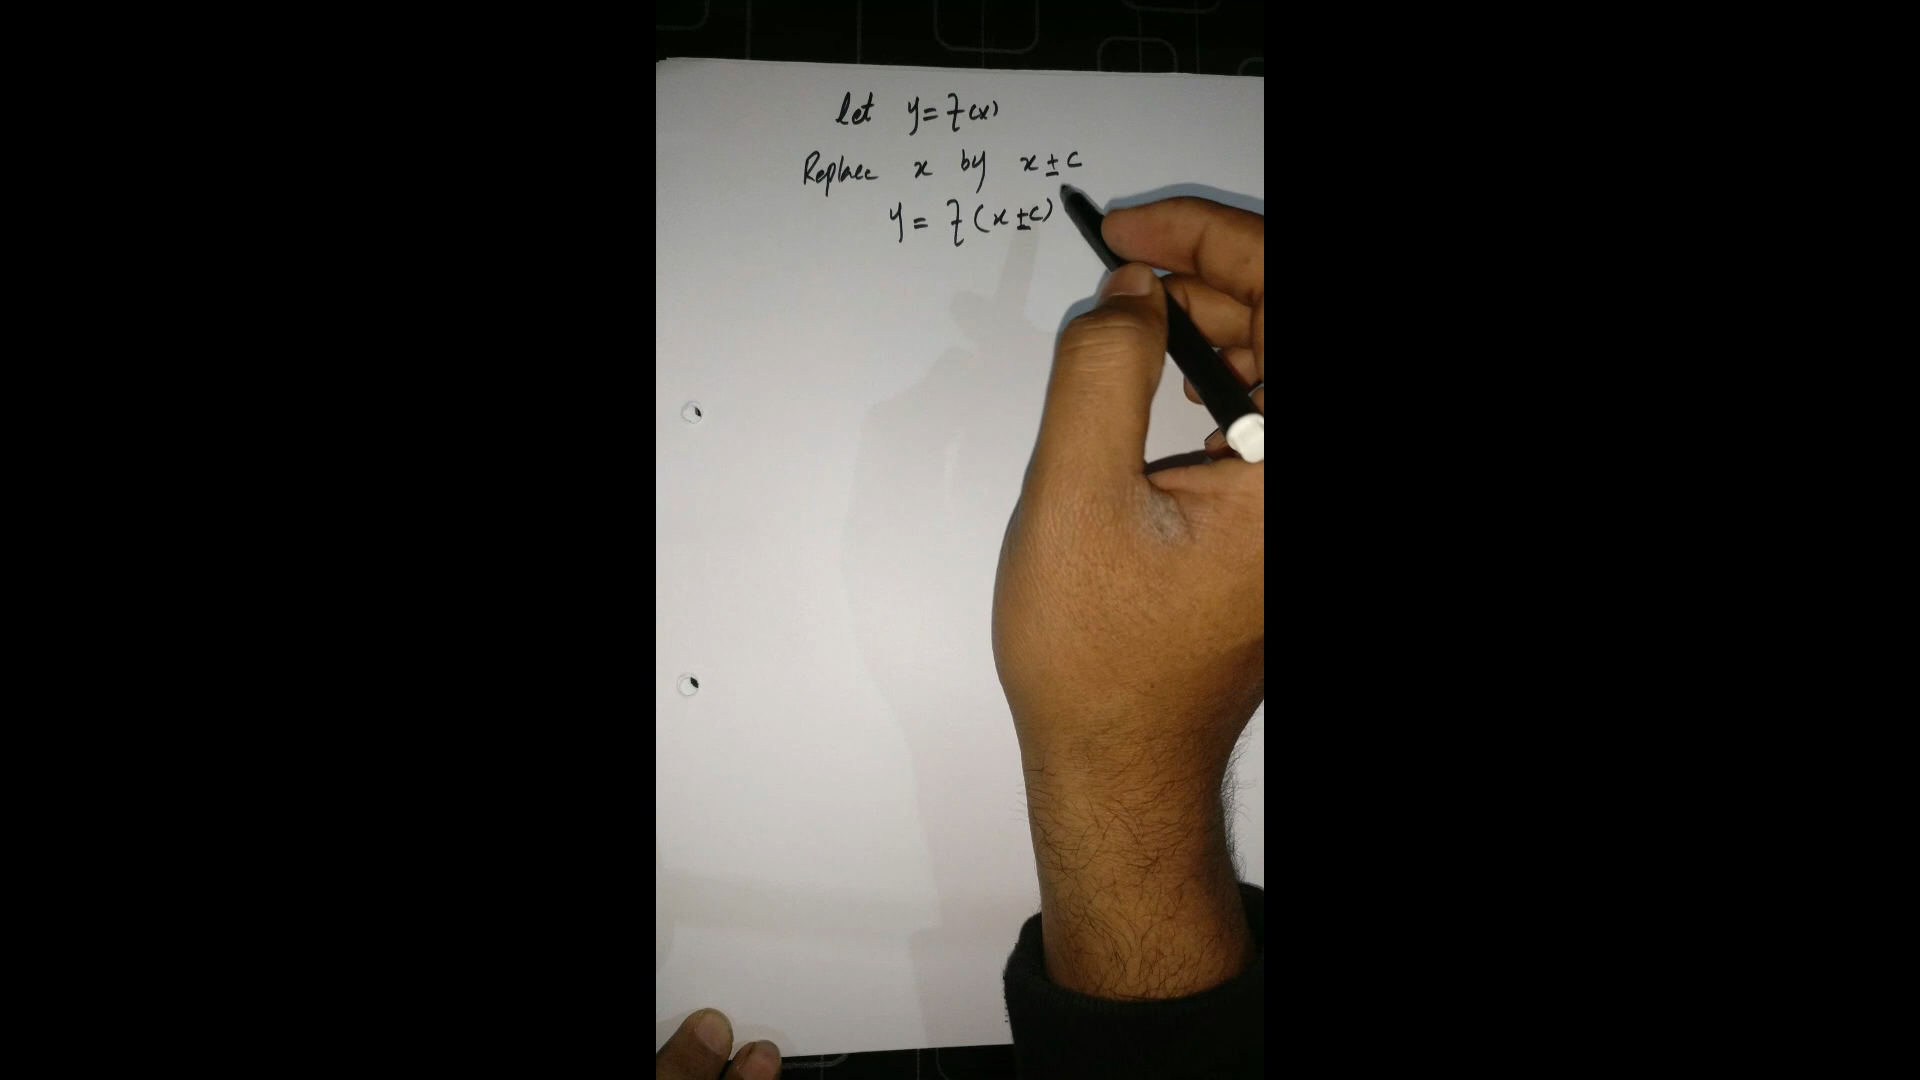 let y = f(x)
Replace x by x ± c
y = f(x ± c)